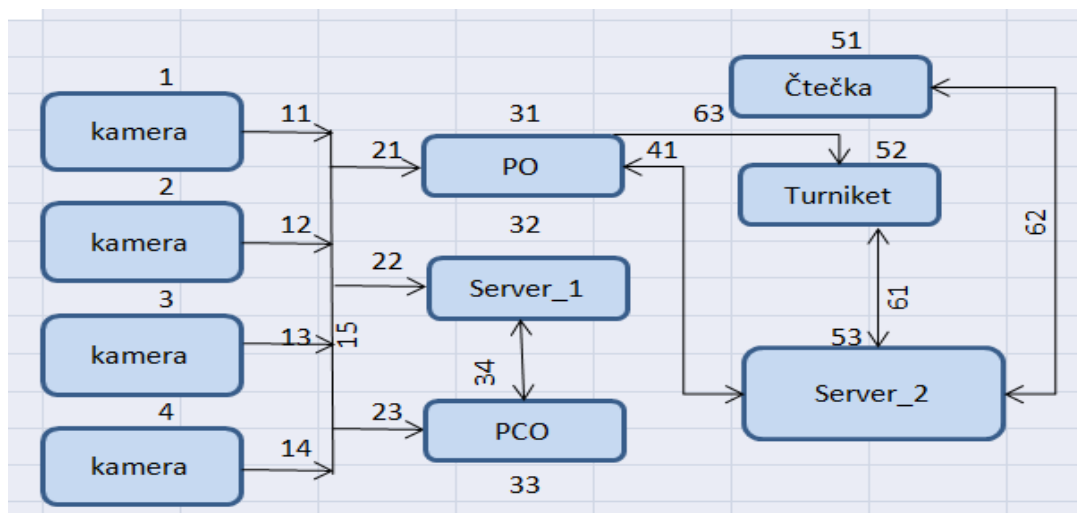 51
1
Čtečka
kamera
11
31
63
21
PO
41
52
2
Turniket
kamera
12
32
22
62
3
Server_1
61
kamera
13
15
53
34
Server_2
4
23
PCO
kamera
14
33